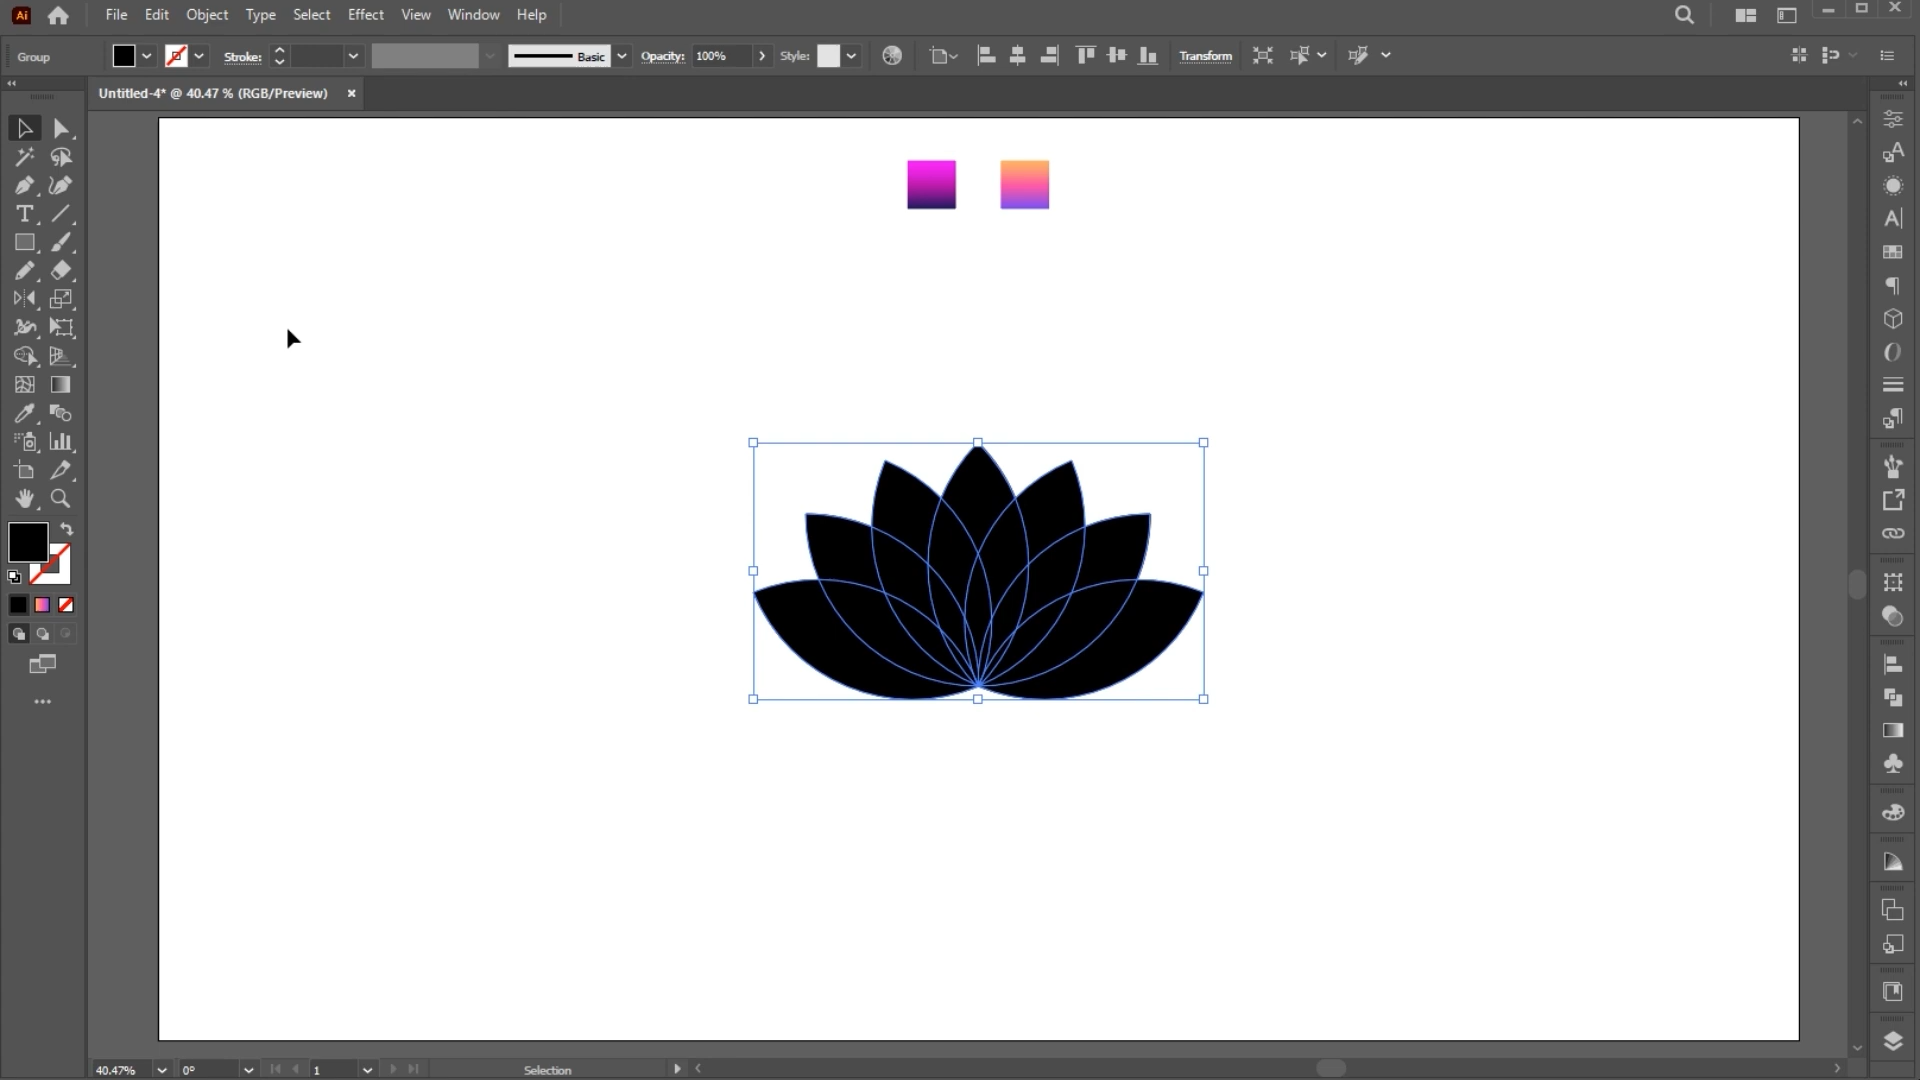 Ai File Edit Object Type Select Effect View Window Help
Group Stroke: Basic Opacity: 100% Style: Transform
Untitled-4* @ 40.47 % (RGB/Preview) ×
40.47% 0° 1 Selection